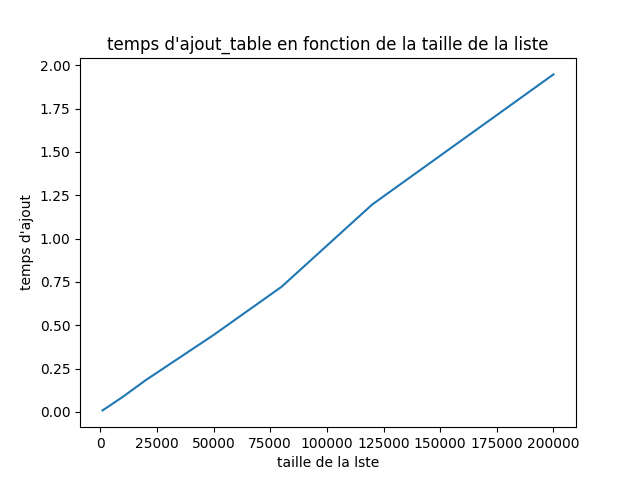 temps d'ajout_table en fonction de la taille de la liste
2.00
1.75
1.50
1.25
1.00
0.75
0.50
0.25
0.00
temps d'ajout
0 25000 50000 75000 100000 125000 150000 175000 200000
taille de la lste